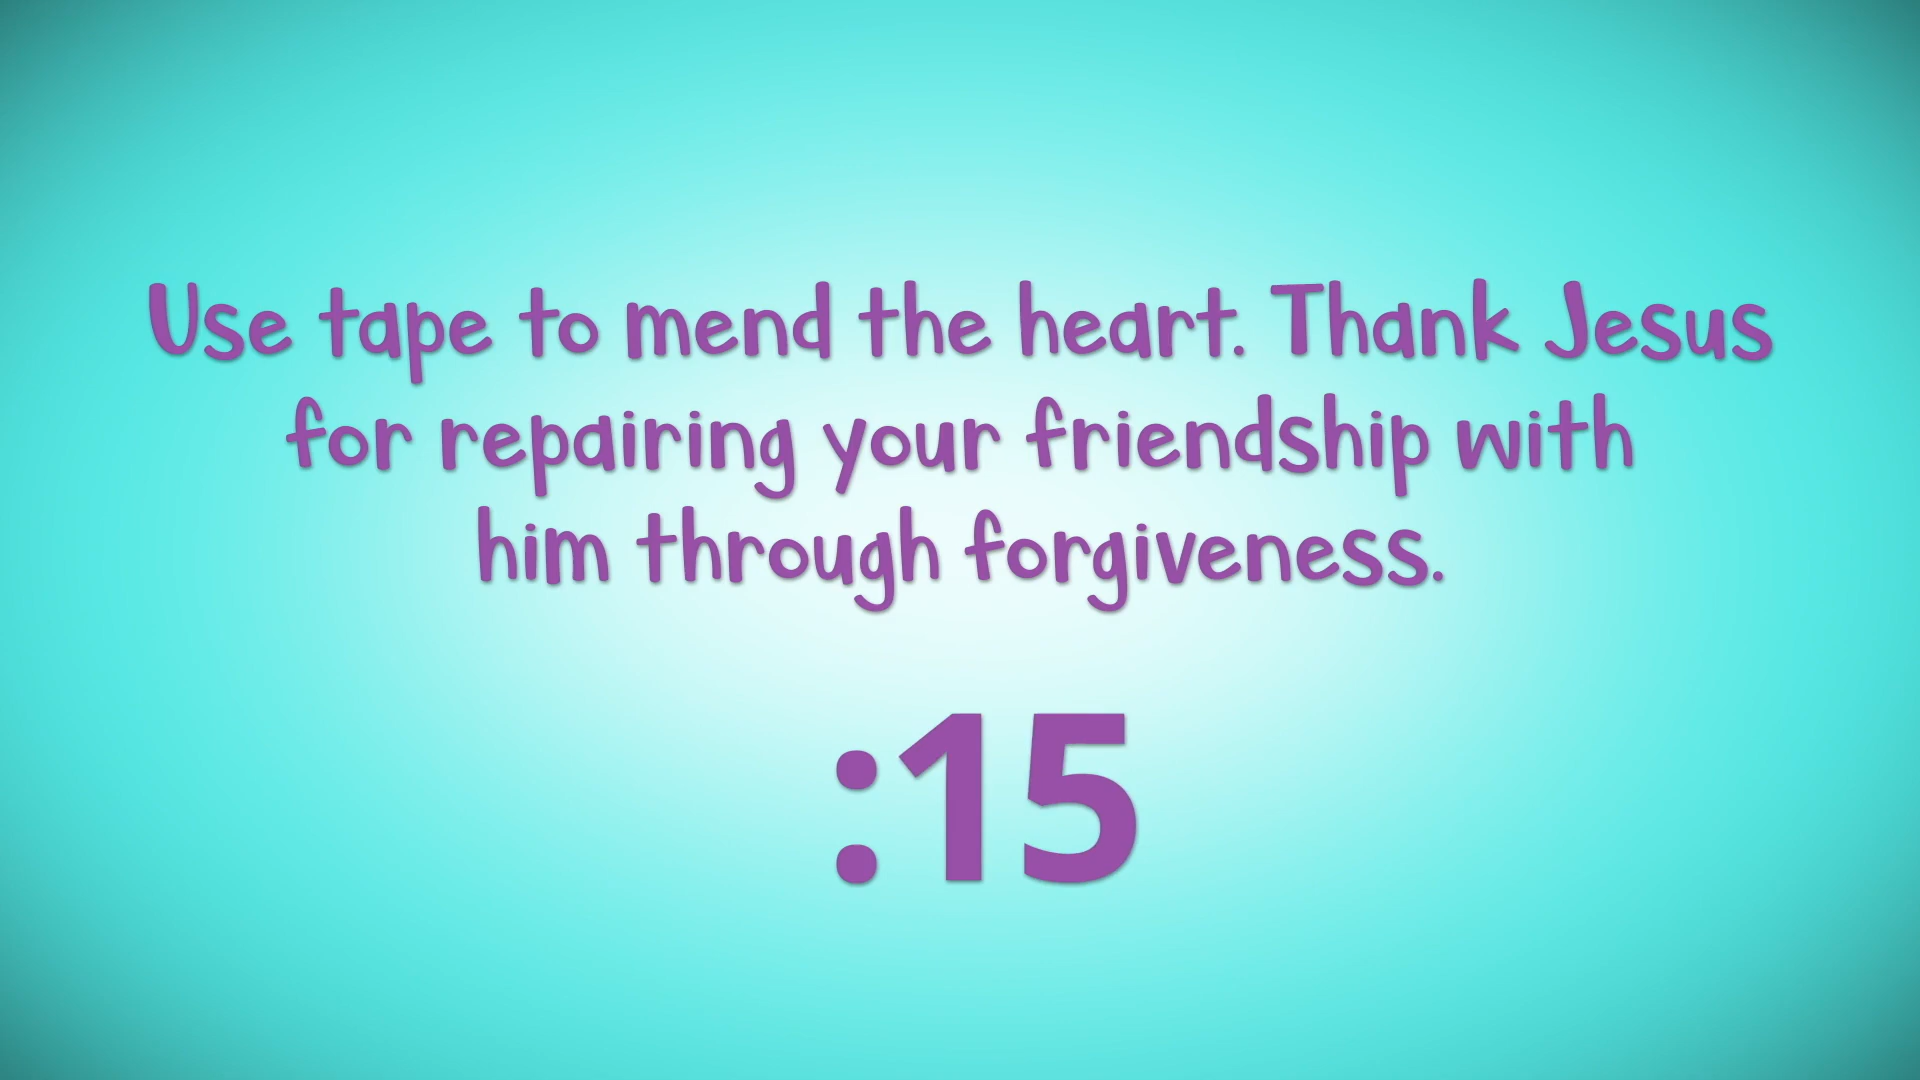 Use tape to mend the heart. Thank Jesus
for repairing your friendship with
him through forgiveness.
:15